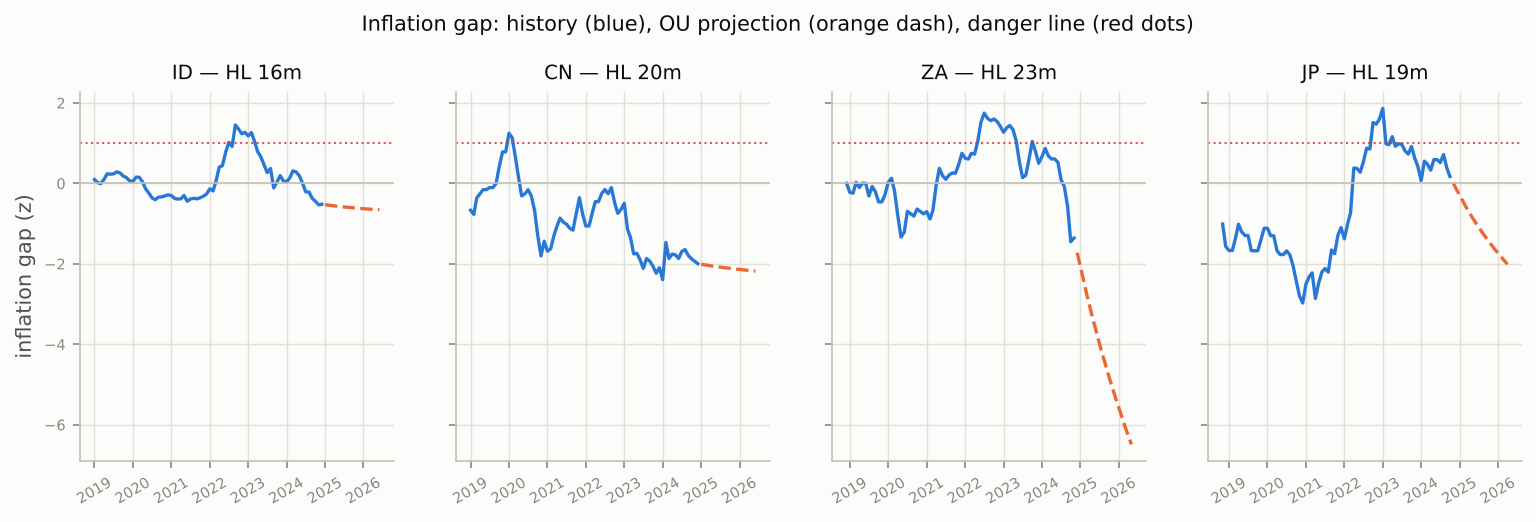 Inflation gap: history (blue), OU projection (orange dash), danger line (red dots)
ID — HL 16m
CN — HL 20m
ZA — HL 23m
JP — HL 19m
inflation gap (z)
2
0
−2
−4
−6
2019 2020 2021 2022 2023 2024 2025 2026
2019 2020 2021 2022 2023 2024 2025 2026
2019 2020 2021 2022 2023 2024 2025 2026
2019 2020 2021 2022 2023 2024 2025 2026